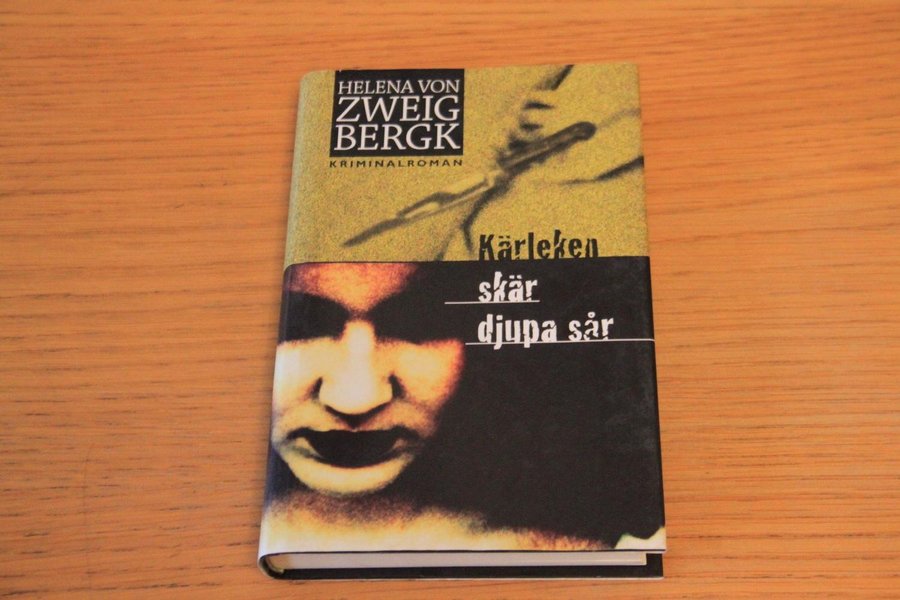 HELENA VON
ZWEIG
BERGK
KRIMINALROMAN
Kärleken
skär
djupa sår